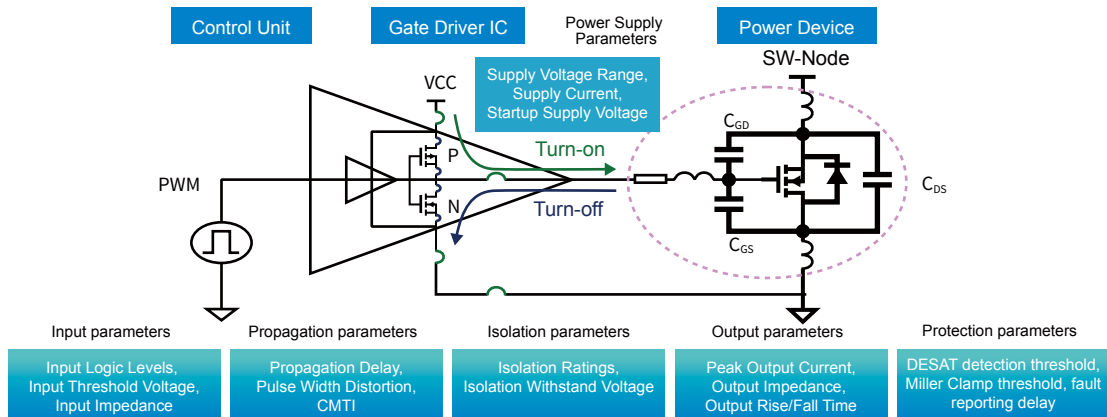 Control Unit
Gate Driver IC
Power Supply
Parameters
Power Device
SW-Node
VCC
Supply Voltage Range,
Supply Current,
Startup Supply Voltage
P
N
Turn-on
Turn-off
PWM
CGD
CGS
CDS
Input parameters
Propagation parameters
Isolation parameters
Output parameters
Protection parameters
Input Logic Levels,
Input Threshold Voltage,
Input Impedance
Propagation Delay,
Pulse Width Distortion,
CMTI
Isolation Ratings,
Isolation Withstand Voltage
Peak Output Current,
Output Impedance,
Output Rise/Fall Time
DESAT detection threshold,
Miller Clamp threshold, fault
reporting delay